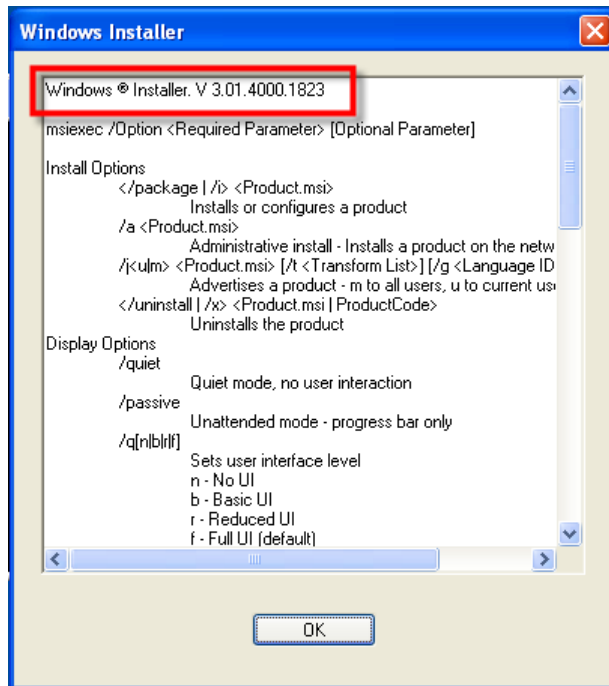 Windows Installer
Windows ® Installer. V 3.01.4000.1823
msiexec /Option <Required Parameter> [Optional Parameter]
Install Options
</package | /i> <Product.msi>
Installs or configures a product
/a <Product.msi>
Administrative install - Installs a product on the netw
/j<u|m> <Product.msi> [/t <Transform List>] [/g <Language ID
Advertises a product - m to all users, u to current us
</uninstall | /x> <Product.msi | ProductCode>
Uninstalls the product
Display Options
/quiet
Quiet mode, no user interaction
/passive
Unattended mode - progress bar only
/q[n|b|r|f]
Sets user interface level
n - No UI
b - Basic UI
r - Reduced UI
f - Full UI (default)
OK